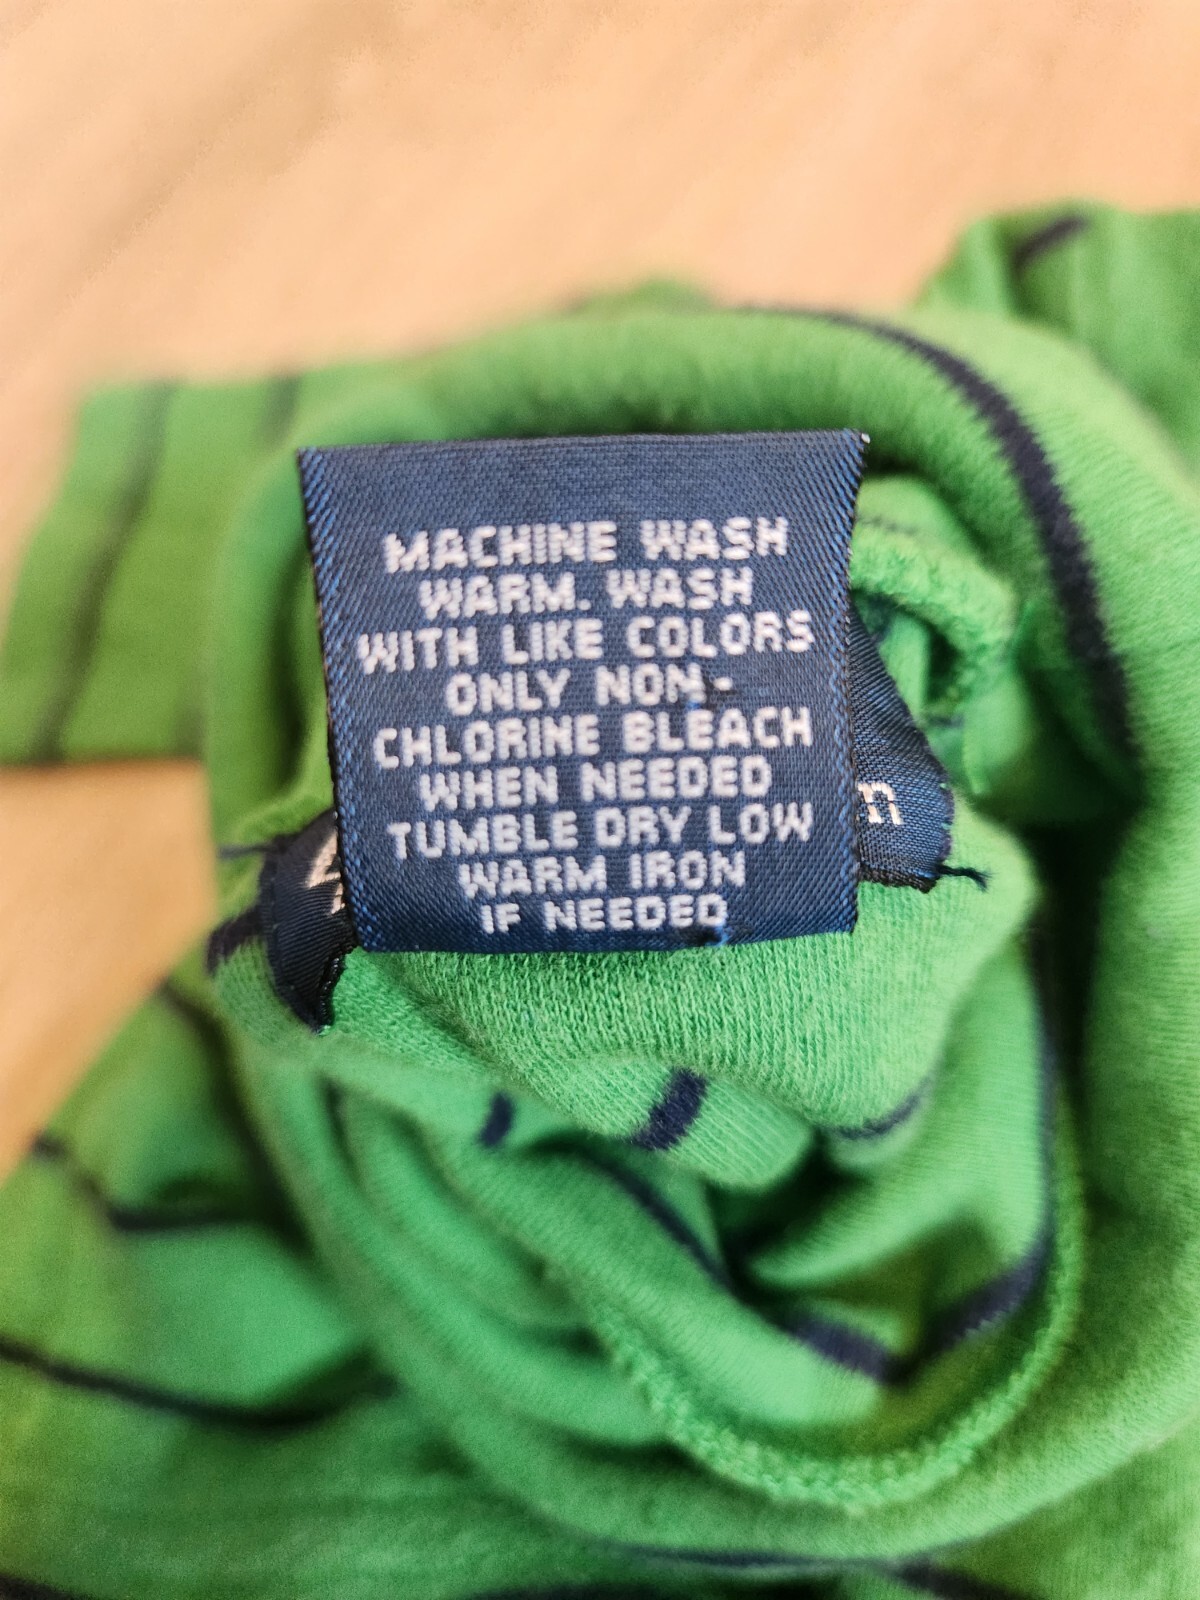 MACHINE WASH
WARM. WASH
WITH LIKE COLORS
ONLY NON-
CHLORINE BLEACH
WHEN NEEDED
TUMBLE DRY LOW
WARM IRON
IF NEEDED